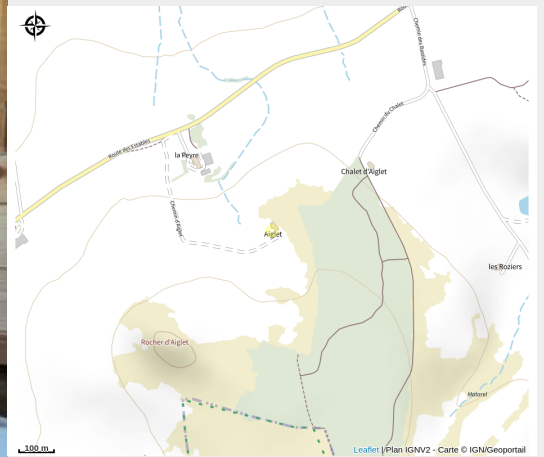 Chemin des Bastides
Chemin du Chalet
Route des Estables
la Peyre
Chalet d'Aiglet
Chemin d'Aiglet
Aiglet
les Roziers
Rocher d'Aiglet
Matarel
100 m
Leaflet | Plan IGNV2 - Carte © IGN/Geoportail